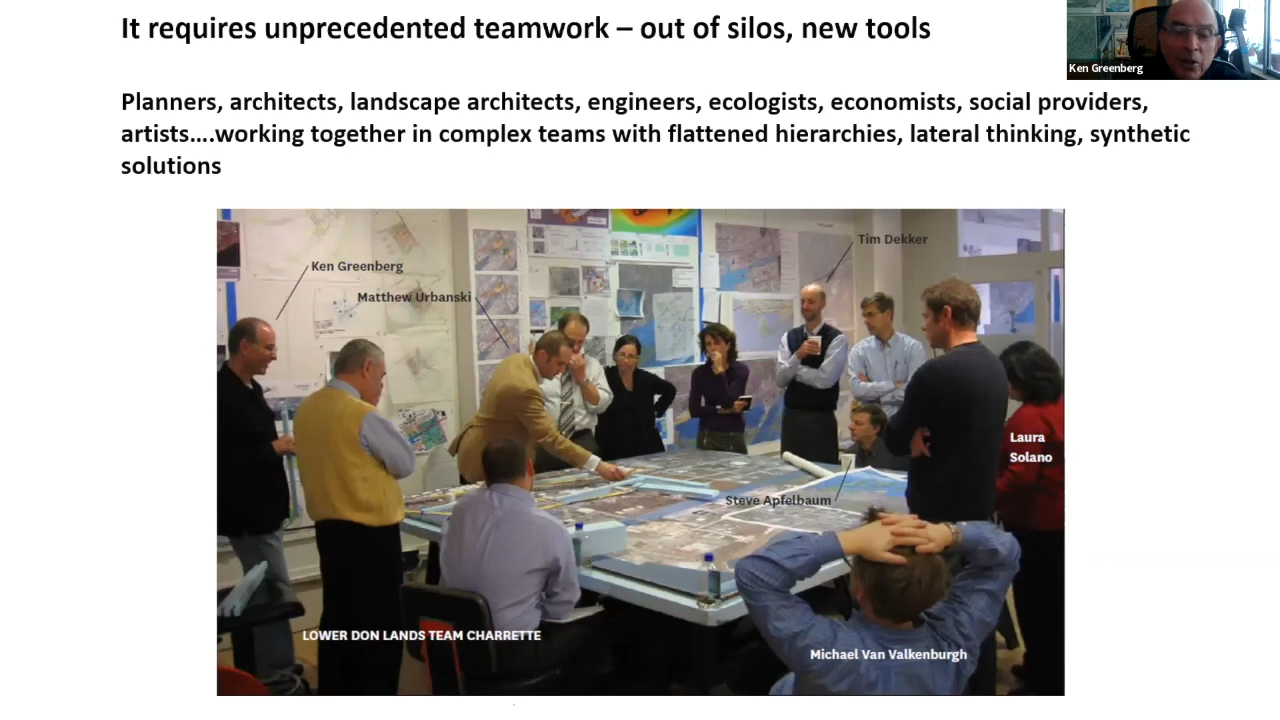 It requires unprecedented teamwork – out of silos, new tools
Ken Greenberg
Planners, architects, landscape architects, engineers, ecologists, economists, social providers,
artists….working together in complex teams with flattened hierarchies, lateral thinking, synthetic
solutions
Tim Dekker
Ken Greenberg
Matthew Urbanski
Laura
Solano
Steve Apfelbaum
LOWER DON LANDS TEAM CHARRETTE
Michael Van Valkenburgh